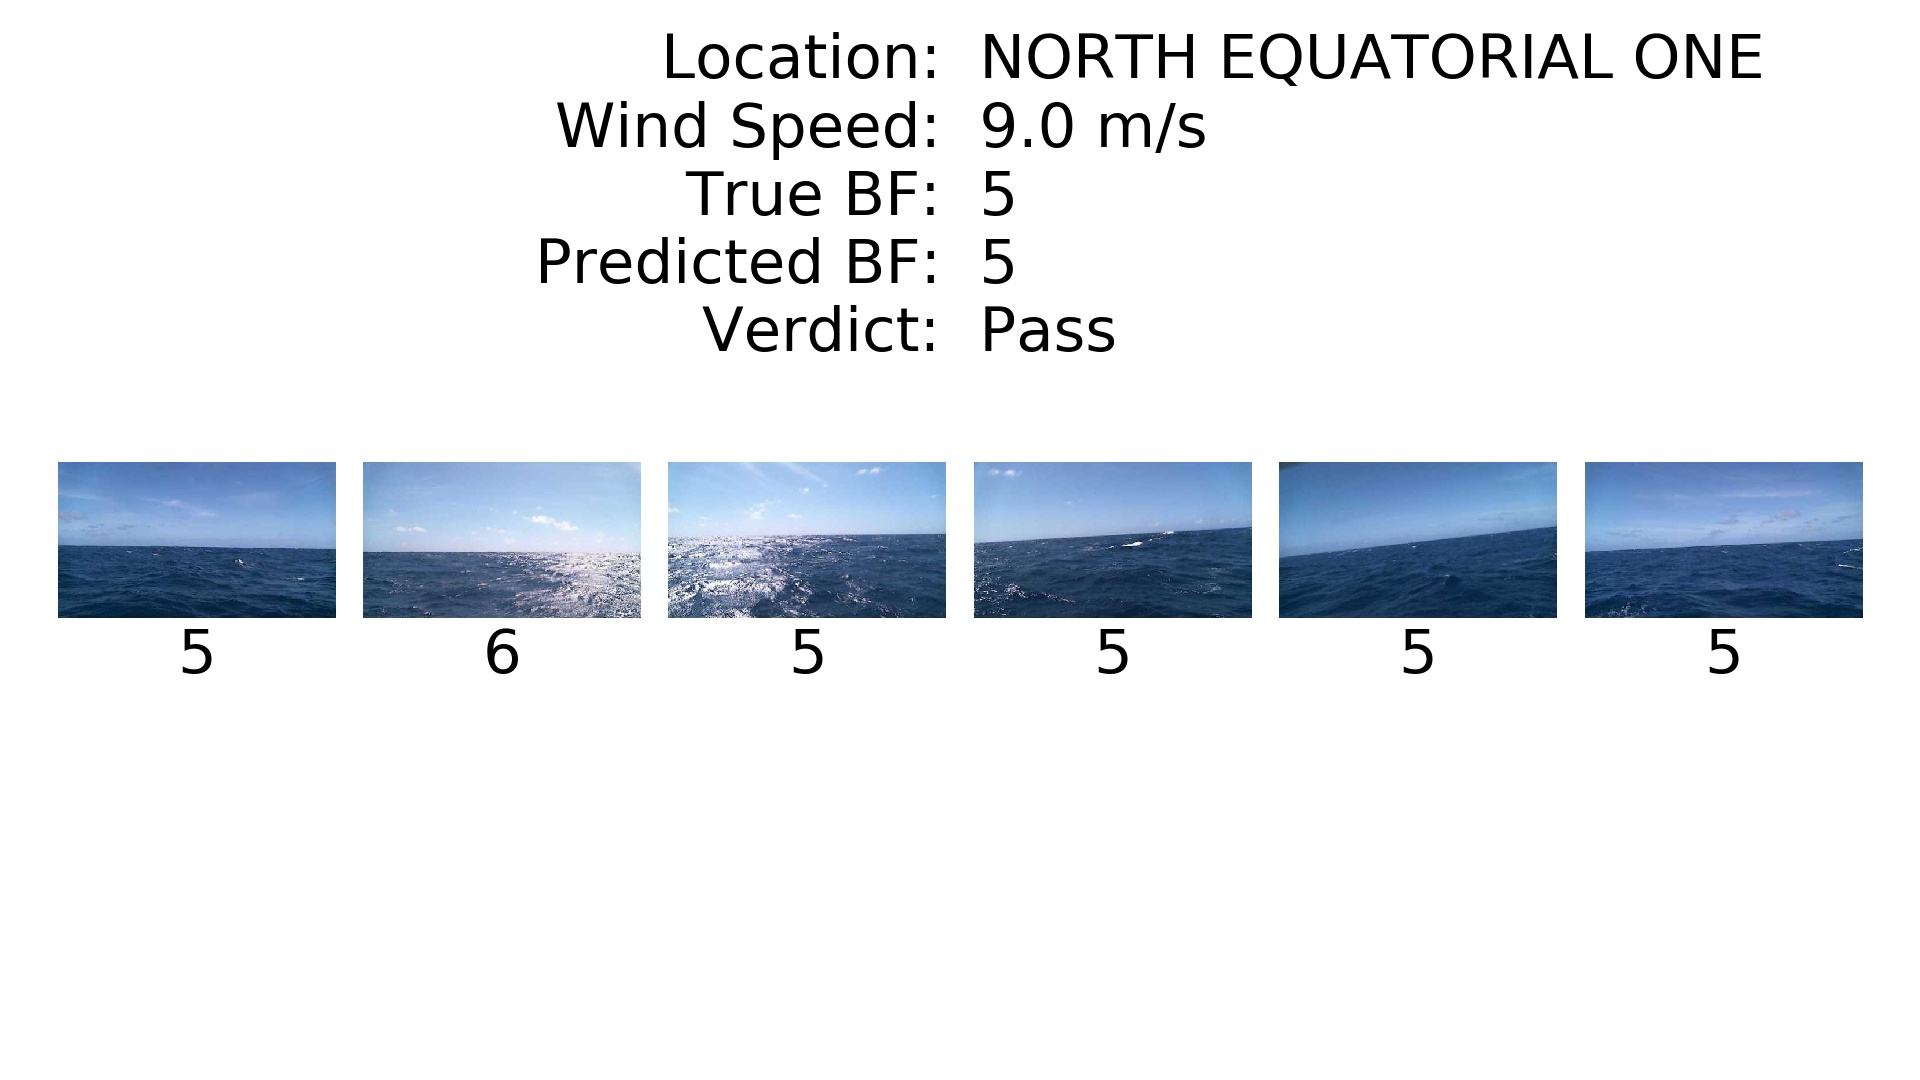 Location: NORTH EQUATORIAL ONE
Wind Speed: 9.0 m/s
True BF: 5
Predicted BF: 5
Verdict: Pass
5 6 5 5 5 5